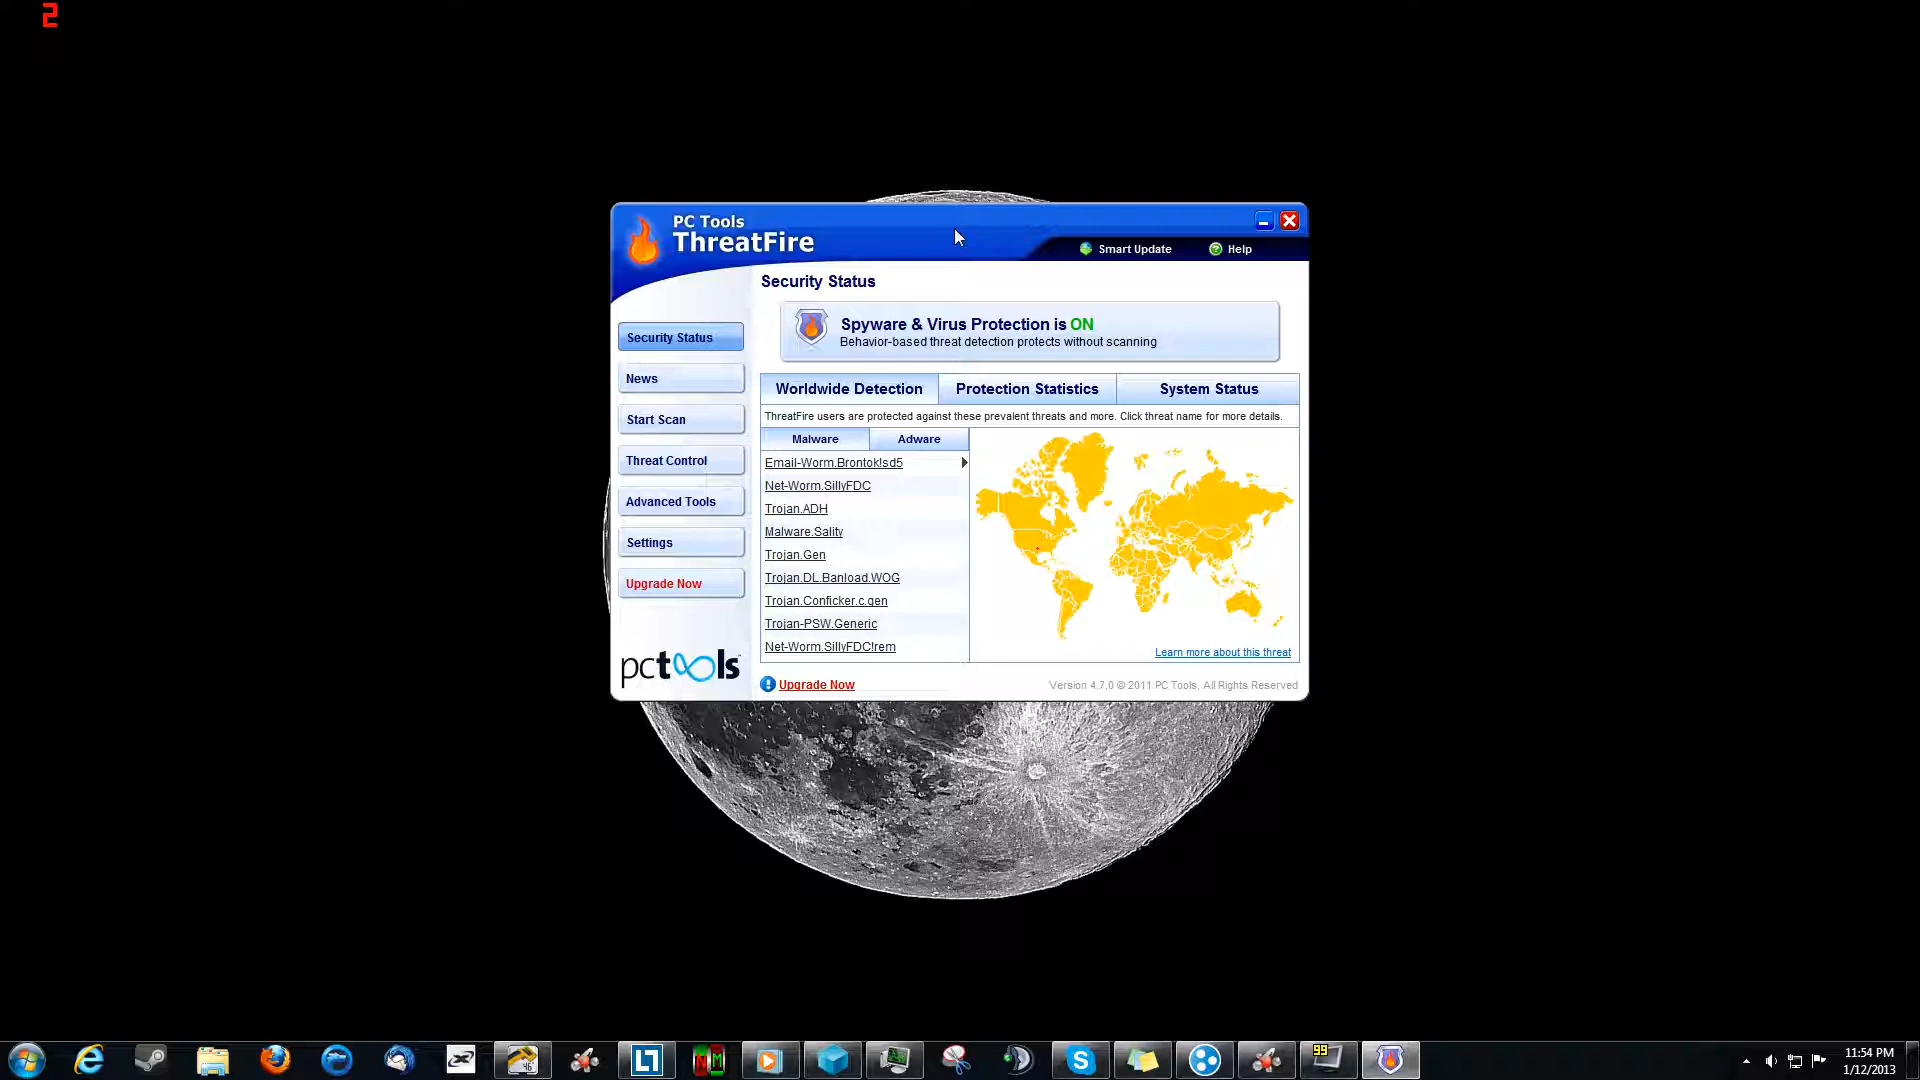 2
PC Tools
ThreatFire
Smart Update
Help
Security Status
Spyware & Virus Protection is ON
Behavior-based threat detection protects without scanning
Security Status
News
Start Scan
Threat Control
Advanced Tools
Settings
Upgrade Now
pctools
Worldwide Detection
Protection Statistics
System Status
ThreatFire users are protected against these prevalent threats and more. Click threat name for more details.
Malware
Adware
Email-Worm.Brontok!sd5
Net-Worm.SillyFDC
Trojan.ADH
Malware.Sality
Trojan.Gen
Trojan.DL.Banload.WOG
Trojan.Conficker.c.gen
Trojan-PSW.Generic
Net-Worm.SillyFDC!rem
Learn more about this threat
Upgrade Now
Version 4.7.0 © 2011 PC Tools, All Rights Reserved
46
NM
99
11:54 PM
1/12/2013